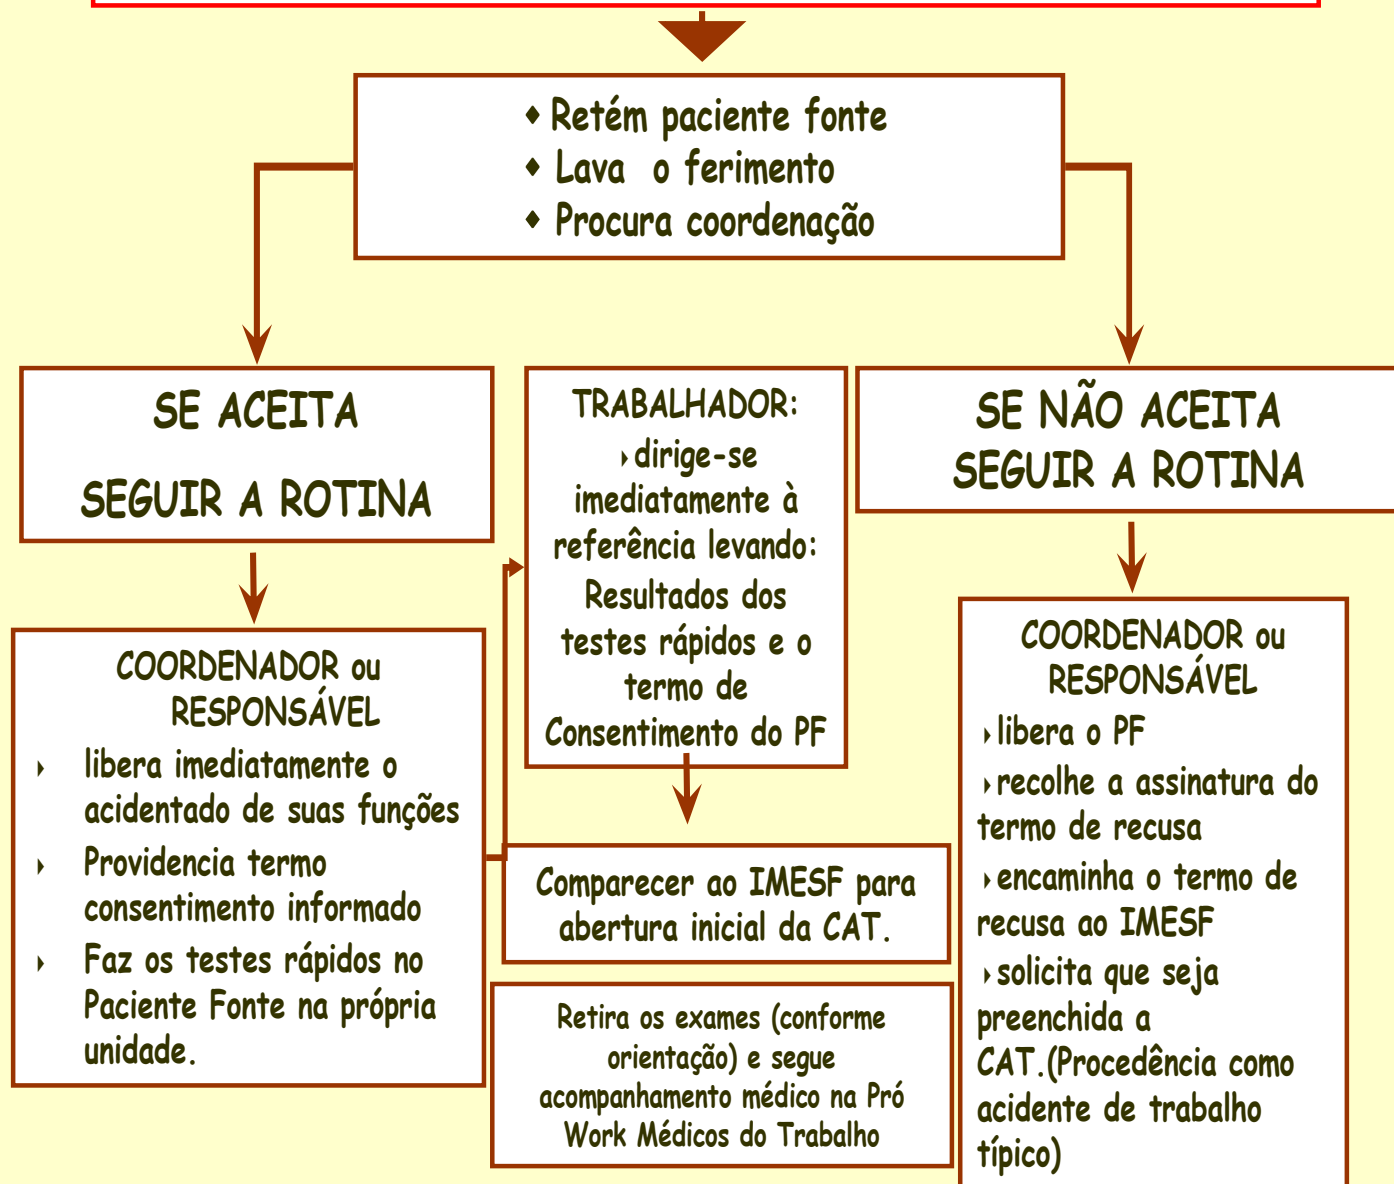 ♦ Retém paciente fonte
♦ Lava o ferimento
♦ Procura coordenação
SE ACEITA
SEGUIR A ROTINA
COORDENADOR ou
RESPONSÁVEL
› libera imediatamente o
acidentado de suas funções
› Providencia termo
consentimento informado
› Faz os testes rápidos no
Paciente Fonte na própria
unidade.
TRABALHADOR:
› dirige-se
imediatamente à
referência levando:
Resultados dos
testes rápidos e o
termo de
Consentimento do PF
Comparecer ao IMESF para
abertura inicial da CAT.
Retira os exames (conforme
orientação) e segue
acompanhamento médico na Pró
Work Médicos do Trabalho
SE NÃO ACEITA
SEGUIR A ROTINA
COORDENADOR ou
RESPONSÁVEL
› libera o PF
› recolhe a assinatura do
termo de recusa
› encaminha o termo de
recusa ao IMESF
› solicita que seja
preenchida a
CAT.(Procedência como
acidente de trabalho
típico)